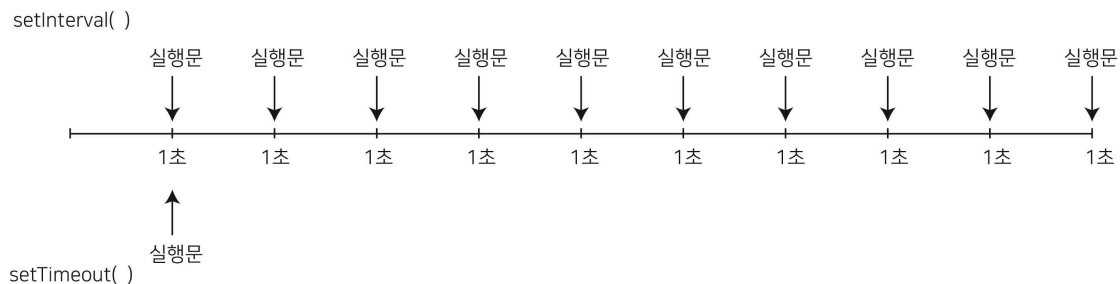 setInterval( )
실행문 실행문 실행문 실행문 실행문 실행문 실행문 실행문 실행문 실행문
1초 1초 1초 1초 1초 1초 1초 1초 1초 1초
실행문
setTimeout( )